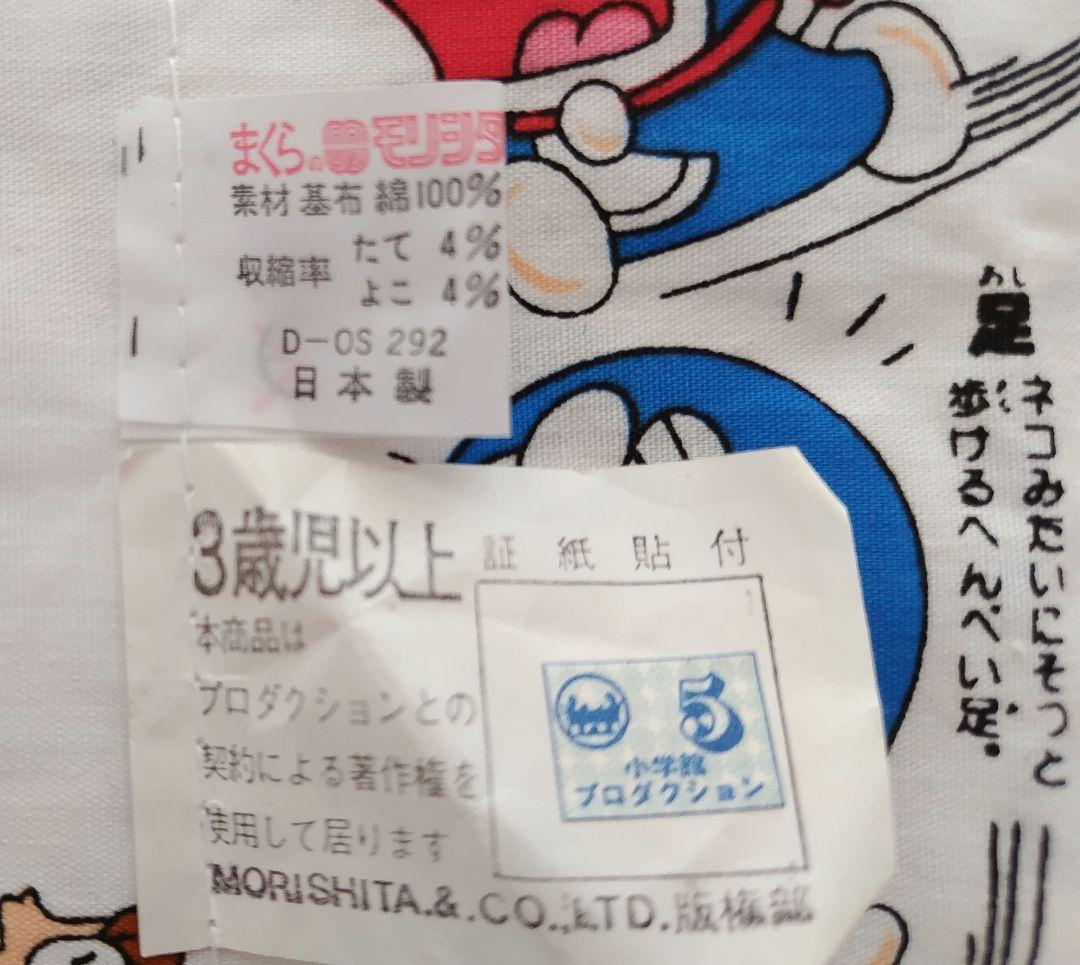 まくらのモリシタ
素材 基布 綿100%
収縮率 たて 4%
よこ 4%
D-OS 292
日本製
3歳児以上
証紙貼付
本商品は
プロダクションとの
契約による著作権を
使用して居ります
MORISHITA.&.CO.,LTD.版権部
5
小学館
プロダクション
あし
足
ネコみたいにそっと
歩けるへんぺい足。